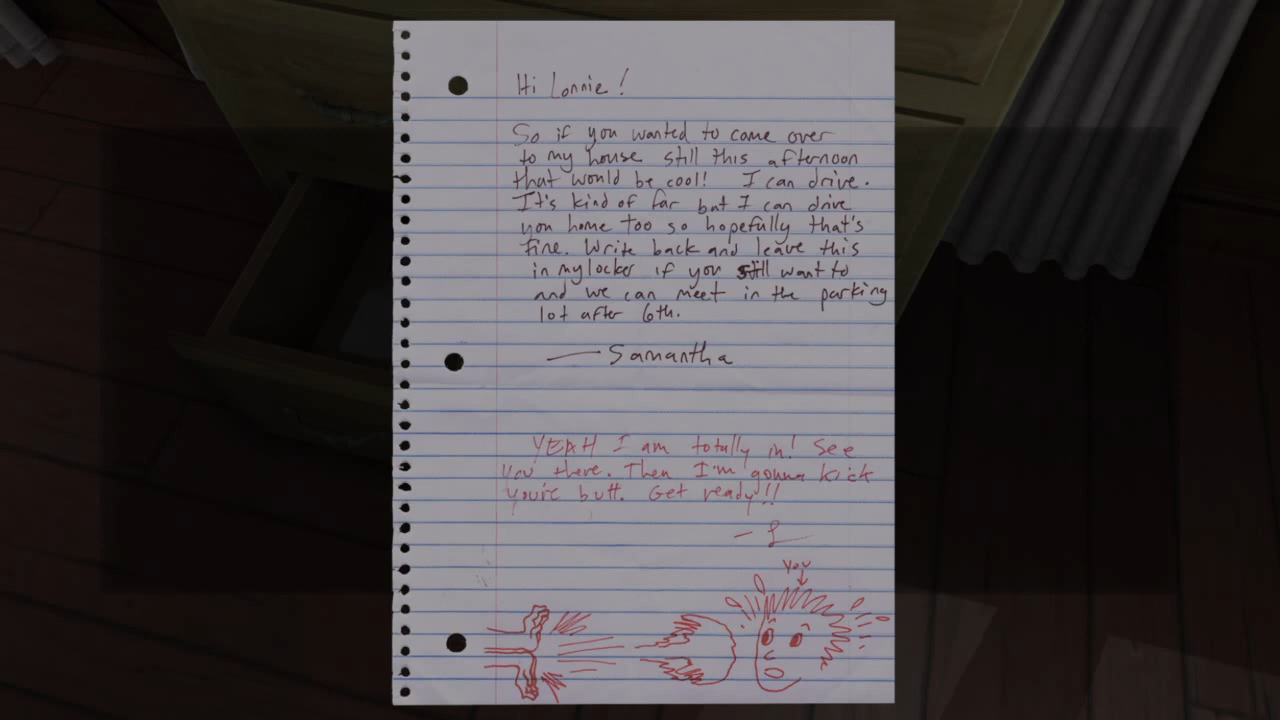 Hi Lonnie!
So if you wanted to come over
to my house still this afternoon
that would be cool! I can drive.
It's kind of far but I can drive
you home too so hopefully that's
fine. Write back and leave this
in my locker if you still want to
and we can meet in the parking
lot after 6th.
— Samantha
YEAH I am totally in! See
you there. Then I'm gonna kick
you're butt. Get ready!!
- L
You